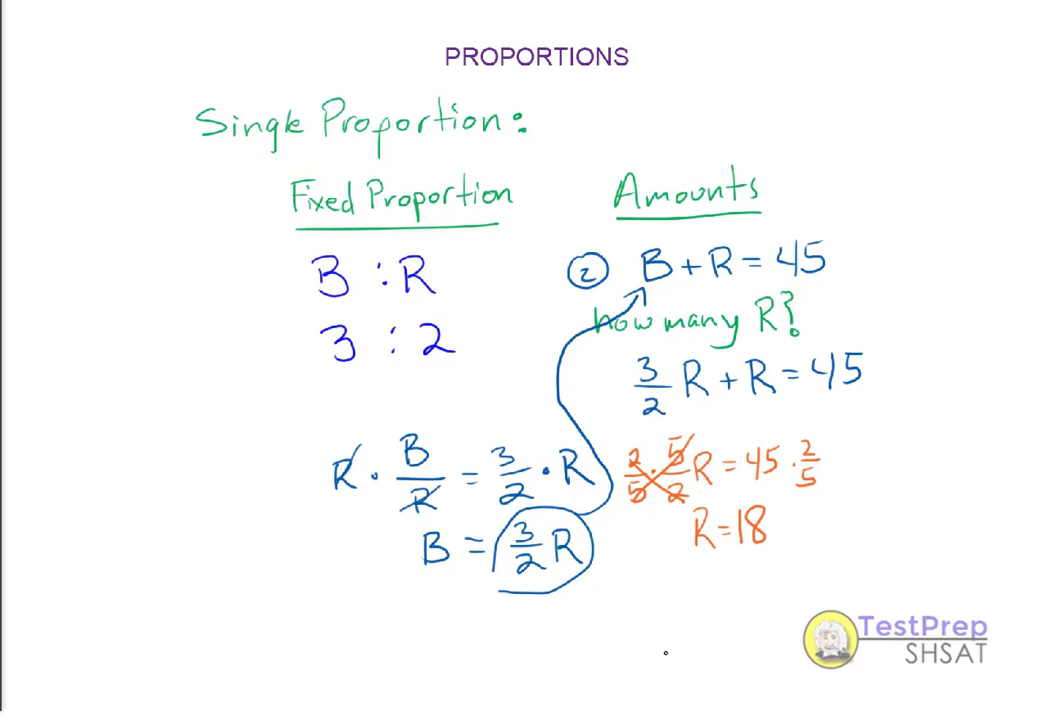 PROPORTIONS
Single Proportion:
Fixed Proportion
B : R
3 : 2
R · B/R = 3/2 · R
B = 3/2 R
Amounts
② B + R = 45
how many R?
3/2 R + R = 45
2/5 · 5/2 R = 45 · 2/5
R = 18
TestPrep
SHSAT